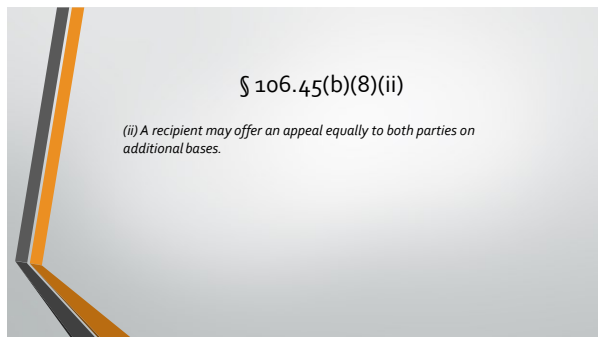 § 106.45(b)(8)(ii)
(ii) A recipient may offer an appeal equally to both parties on
additional bases.